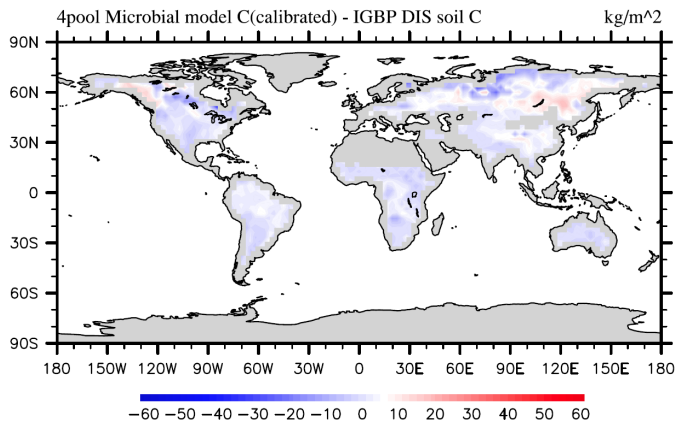 4pool Microbial model C(calibrated) - IGBP DIS soil C kg/m^2
90N
60N
30N
0
30S
60S
90S
180 150W 120W 90W 60W 30W 0 30E 60E 90E 120E 150E 180
-60 -50 -40 -30 -20 -10 0 10 20 30 40 50 60